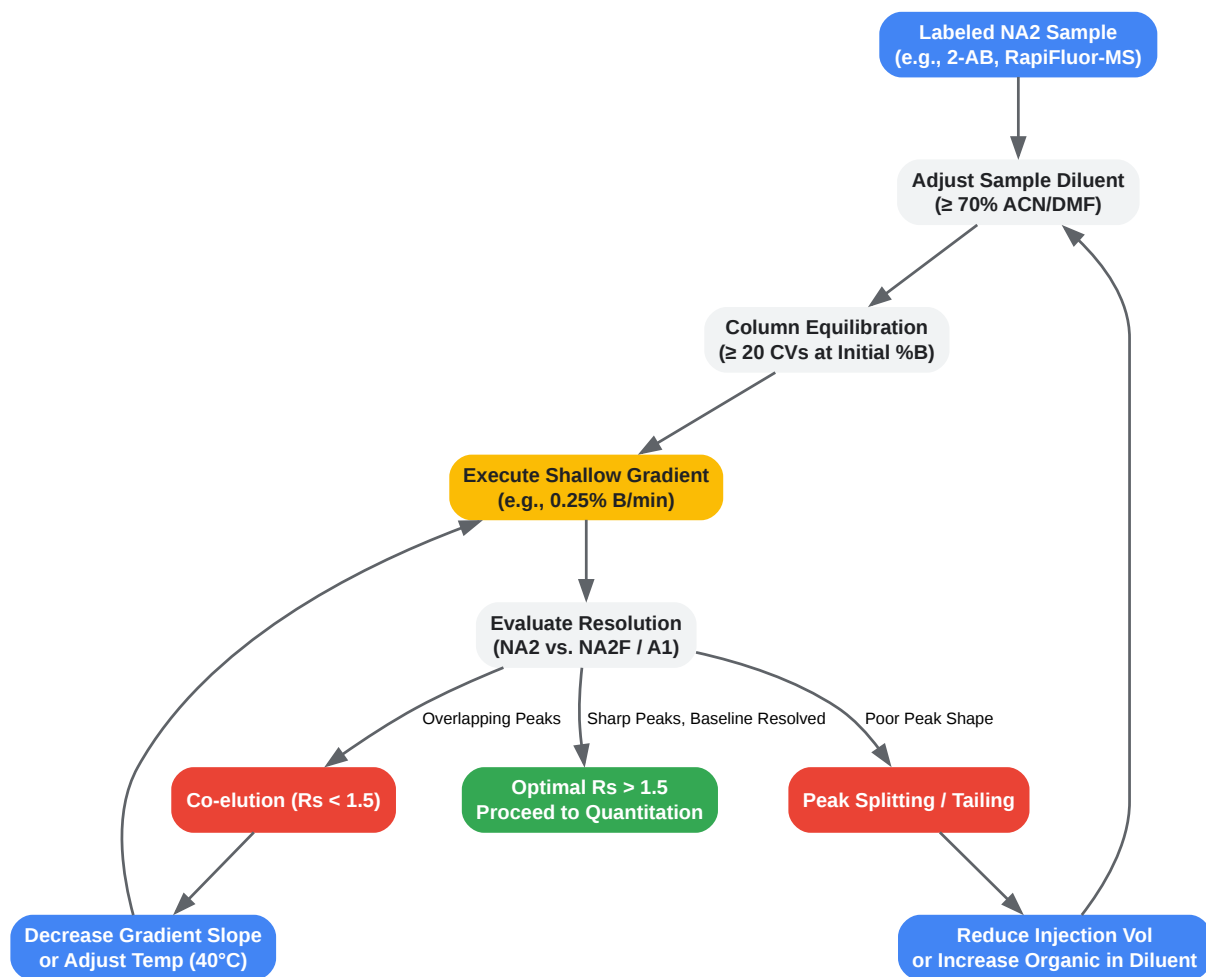 Labeled NA2 Sample
(e.g., 2-AB, RapiFluor-MS)
Adjust Sample Diluent
(≥ 70% ACN/DMF)
Column Equilibration
(≥ 20 CVs at Initial %B)
Execute Shallow Gradient
(e.g., 0.25% B/min)
Evaluate Resolution
(NA2 vs. NA2F / A1)
Overlapping Peaks
Sharp Peaks, Baseline Resolved
Poor Peak Shape
Co-elution (Rs < 1.5)
Optimal Rs > 1.5
Proceed to Quantitation
Peak Splitting / Tailing
Decrease Gradient Slope
or Adjust Temp (40°C)
Reduce Injection Vol
or Increase Organic in Diluent